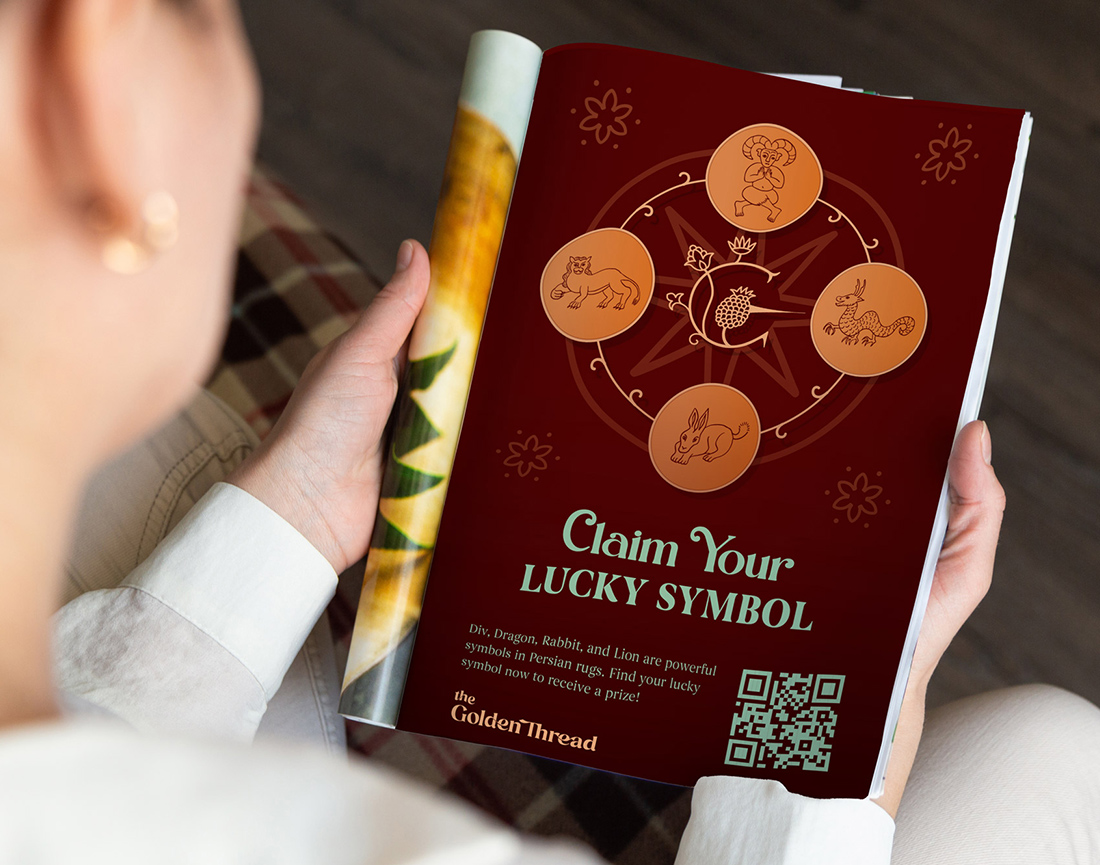 Claim Your
LUCKY SYMBOL
Div, Dragon, Rabbit, and Lion are powerful
symbols in Persian rugs. Find your lucky
symbol now to receive a prize!
the
Golden Thread